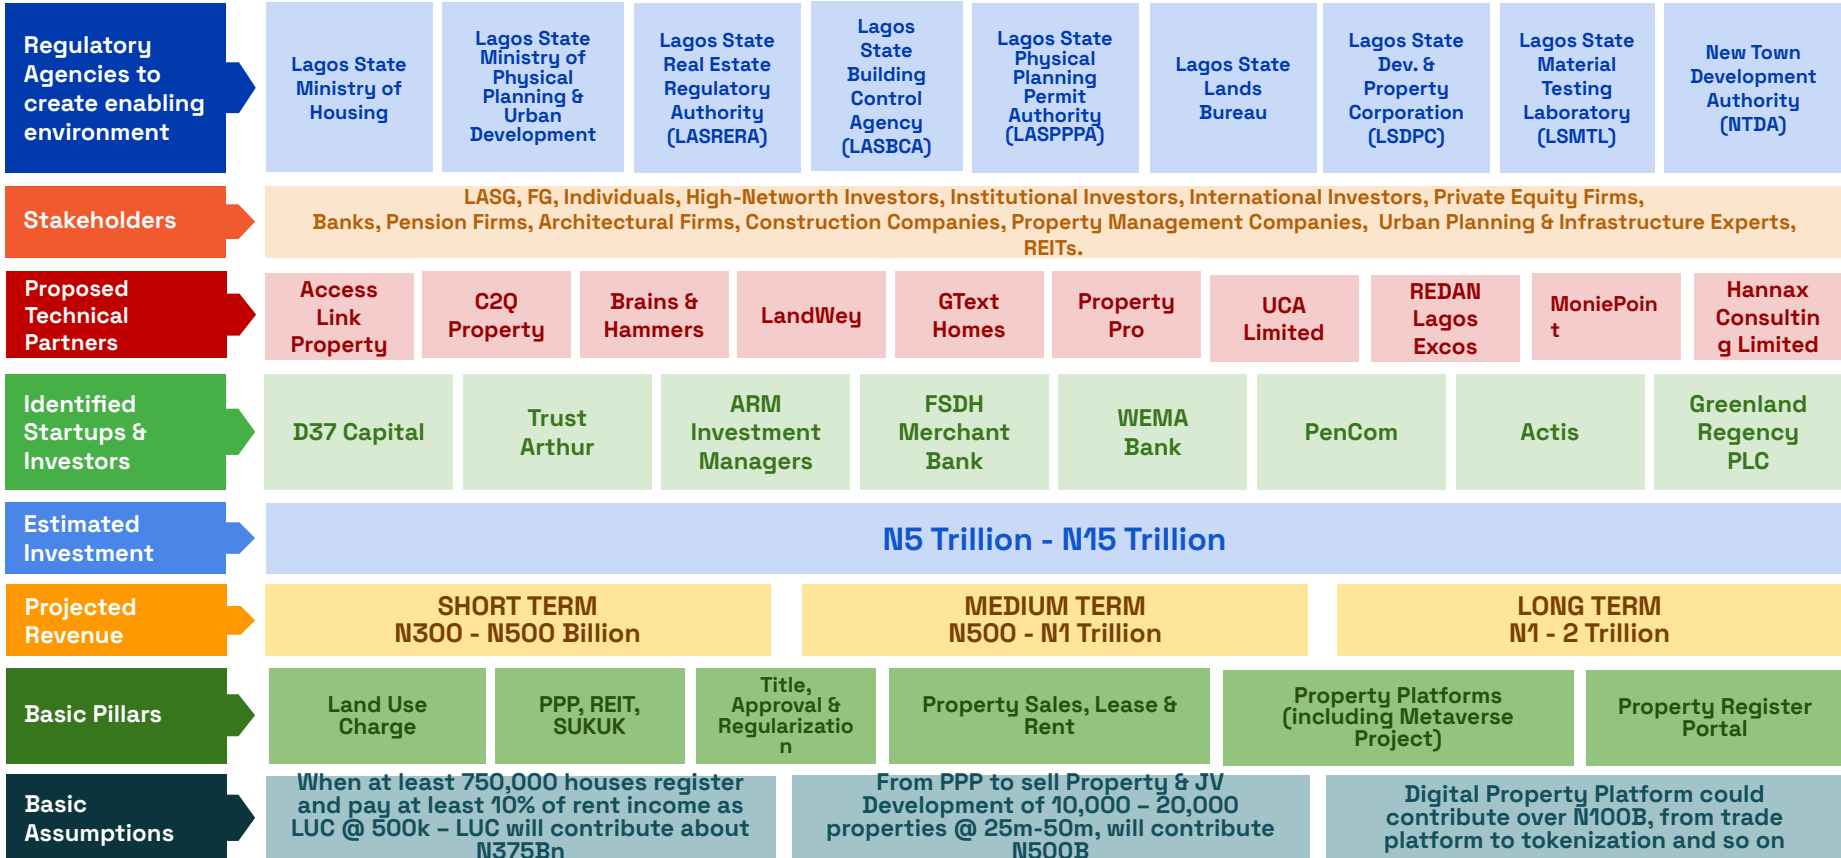 Regulatory
Agencies to
create enabling
environment
Lagos State
Ministry of
Housing
Lagos State
Ministry of
Physical
Planning &
Urban
Development
Lagos State
Real Estate
Regulatory
Authority
(LASRERA)
Lagos
State
Building
Control
Agency
(LASBCA)
Lagos State
Physical
Planning
Permit
Authority
(LASPPPA)
Lagos State
Lands
Bureau
Lagos State
Dev. &
Property
Corporation
(LSDPC)
Lagos State
Material
Testing
Laboratory
(LSMTL)
New Town
Development
Authority
(NTDA)
Stakeholders
LASG, FG, Individuals, High-Networth Investors, Institutional Investors, International Investors, Private Equity Firms,
Banks, Pension Firms, Architectural Firms, Construction Companies, Property Management Companies, Urban Planning & Infrastructure Experts,
REITs.
Proposed
Technical
Partners
Access
Link
Property
C2Q
Property
Brains &
Hammers
LandWey
GText
Homes
Property
Pro
UCA
Limited
REDAN
Lagos
Excos
MoniePoin
t
Hannax
Consultin
g Limited
Identified
Startups &
Investors
D37 Capital
Trust
Arthur
ARM
Investment
Managers
FSDH
Merchant
Bank
WEMA
Bank
PenCom
Actis
Greenland
Regency
PLC
Estimated
Investment
N5 Trillion - N15 Trillion
Projected
Revenue
SHORT TERM
N300 - N500 Billion
MEDIUM TERM
N500 - N1 Trillion
LONG TERM
N1 - 2 Trillion
Basic Pillars
Land Use
Charge
PPP, REIT,
SUKUK
Title,
Approval &
Regularizatio
n
Property Sales, Lease &
Rent
Property Platforms
(including Metaverse
Project)
Property Register
Portal
Basic
Assumptions
When at least 750,000 houses register
and pay at least 10% of rent income as
LUC @ 500k – LUC will contribute about
N375Bn
From PPP to sell Property & JV
Development of 10,000 – 20,000
properties @ 25m-50m, will contribute
N500B
Digital Property Platform could
contribute over N100B, from trade
platform to tokenization and so on